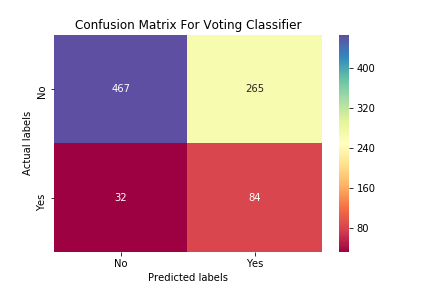 Confusion Matrix For Voting Classifier
Actual labels
No
467
265
Yes
32
84
No
Yes
Predicted labels
400
320
240
160
80